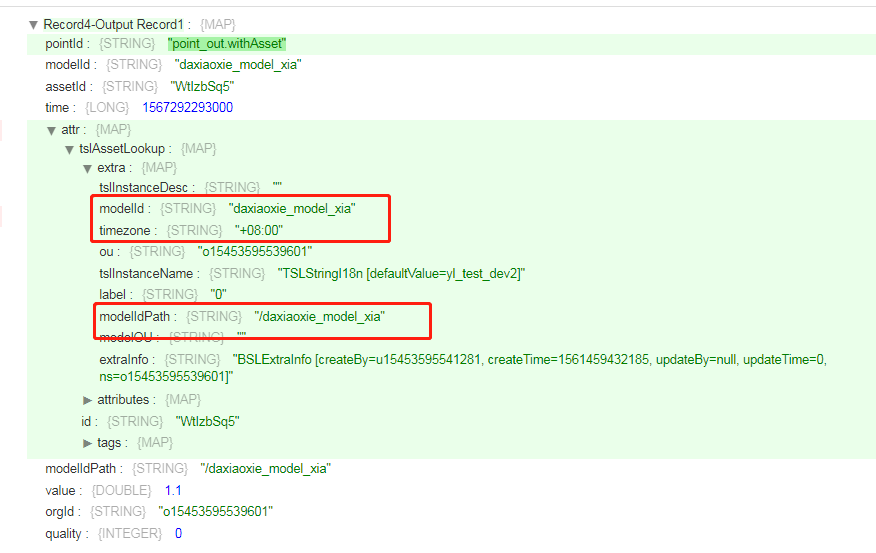 ▼ Record4-Output Record1 : {MAP}
pointId : {STRING} "point_out.withAsset"
modelId : {STRING} "daxiaoxie_model_xia"
assetId : {STRING} "WtIzbSq5"
time : {LONG} 1567292293000
▼ attr : {MAP}
▼ tslAssetLookup : {MAP}
▼ extra : {MAP}
tslInstanceDesc : {STRING} ""
modelId : {STRING} "daxiaoxie_model_xia"
timezone : {STRING} "+08:00"
ou : {STRING} "o15453595539601"
tslInstanceName : {STRING} "TSLStringI18n [defaultValue=yl_test_dev2]"
label : {STRING} "0"
modelIdPath : {STRING} "/daxiaoxie_model_xia"
modelOU : {STRING} ""
extraInfo : {STRING} "BSLExtraInfo [createBy=u15453595541281, createTime=1561459432185, updateBy=null, updateTime=0,
ns=o15453595539601]"
▶ attributes : {MAP}
id : {STRING} "WtIzbSq5"
▶ tags : {MAP}
modelIdPath : {STRING} "/daxiaoxie_model_xia"
value : {DOUBLE} 1.1
orgId : {STRING} "o15453595539601"
quality : {INTEGER} 0